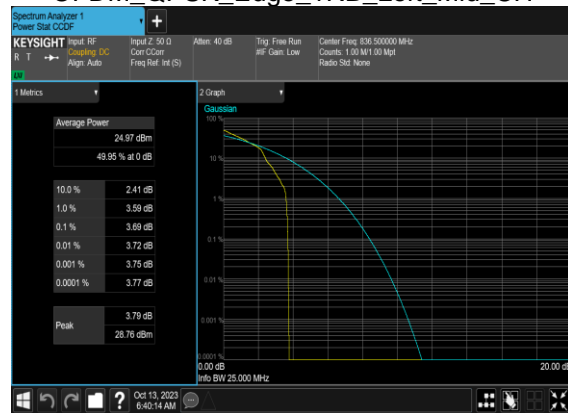 Spectrum Analyzer 1
Power Stat CCDF
KEYSIGHT
R T
LXI
Input: RF
Coupling: DC
Align: Auto
Input Z: 50 Ω
Corr CCorr
Freq Ref: Int (S)
Atten: 40 dB
Trig: Free Run
#IF Gain: Low
Center Freq: 836.500000 MHz
Counts: 1.00 M/1.00 Mpt
Radio Std: None
1 Metrics
Average Power
24.97 dBm
49.95 % at 0 dB
10.0 % 2.41 dB
1.0 % 3.59 dB
0.1 % 3.69 dB
0.01 % 3.72 dB
0.001 % 3.75 dB
0.0001 % 3.77 dB
Peak
3.79 dB
28.76 dBm
2 Graph
Gaussian
100 %
10 %
1 %
0.1 %
0.01 %
0.001 %
0.0001 %
0.00 dB
20.00 dB
Info BW 25.000 MHz
Oct 13, 2023
6:40:14 AM